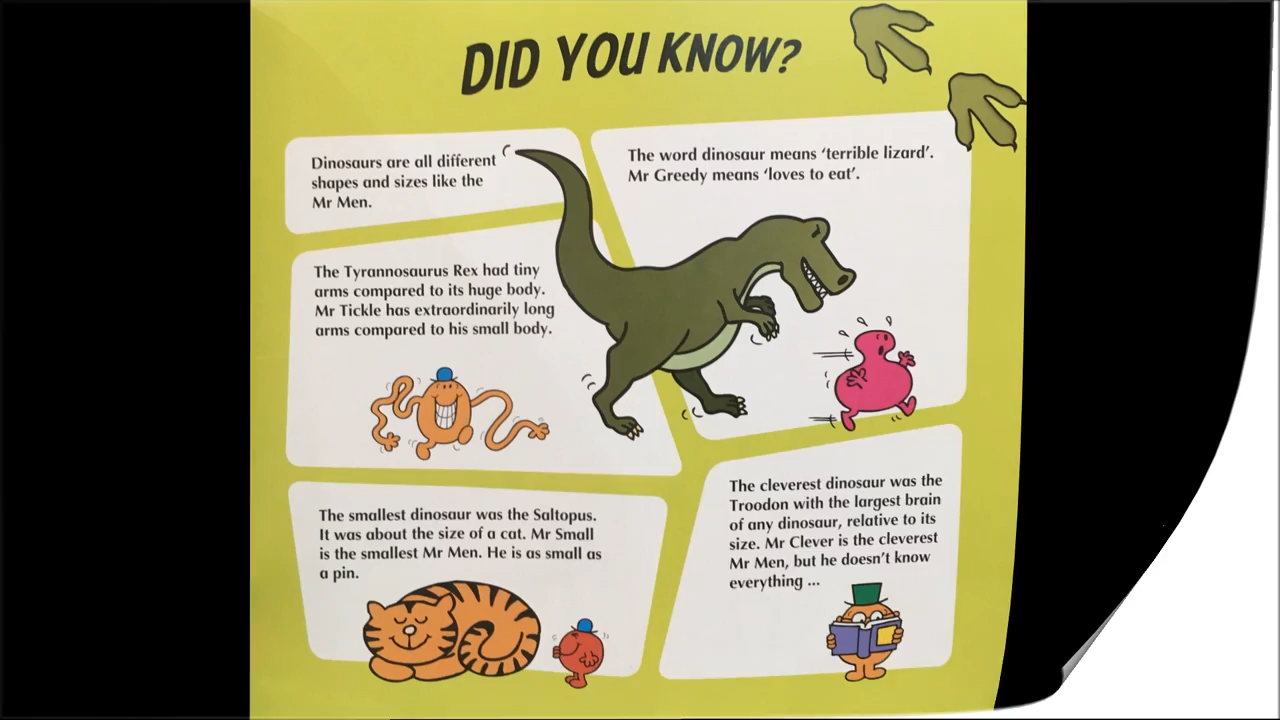 DID YOU KNOW?
Dinosaurs are all different
shapes and sizes like the
Mr Men.
The word dinosaur means ‘terrible lizard’.
Mr Greedy means ‘loves to eat’.
The Tyrannosaurus Rex had tiny
arms compared to its huge body.
Mr Tickle has extraordinarily long
arms compared to his small body.
The smallest dinosaur was the Saltopus.
It was about the size of a cat. Mr Small
is the smallest Mr Men. He is as small as
a pin.
The cleverest dinosaur was the
Troodon with the largest brain
of any dinosaur, relative to its
size. Mr Clever is the cleverest
Mr Men, but he doesn’t know
everything ...